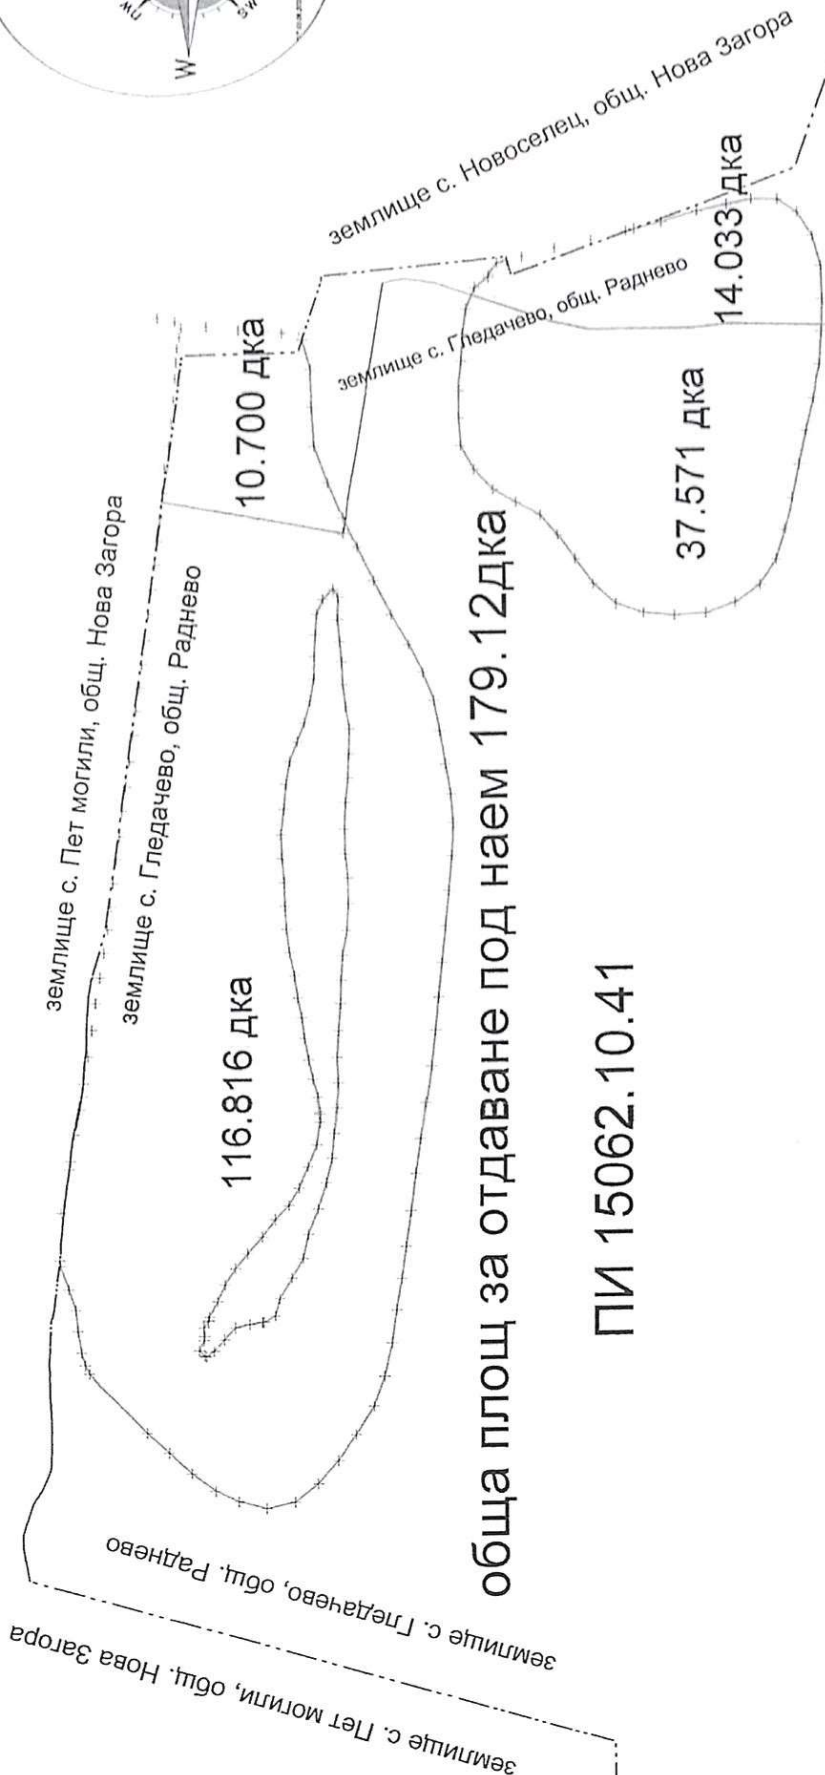 землище с. Пет могили, общ. Нова Загора
землище с. Гледачево, общ. Раднево
116.816 дка
10.700 дка
землище с. Новоселец, общ. Нова Загора
землище с. Гледачево, общ. Раднево
14.033 дка
37.571 дка
обща площ за отдаване под наем 179.12дка
ПИ 15062.10.41
землище с. Гледачево, общ. Раднево
землище с. Пет могили, общ. Нова Загора
NW
W
SW